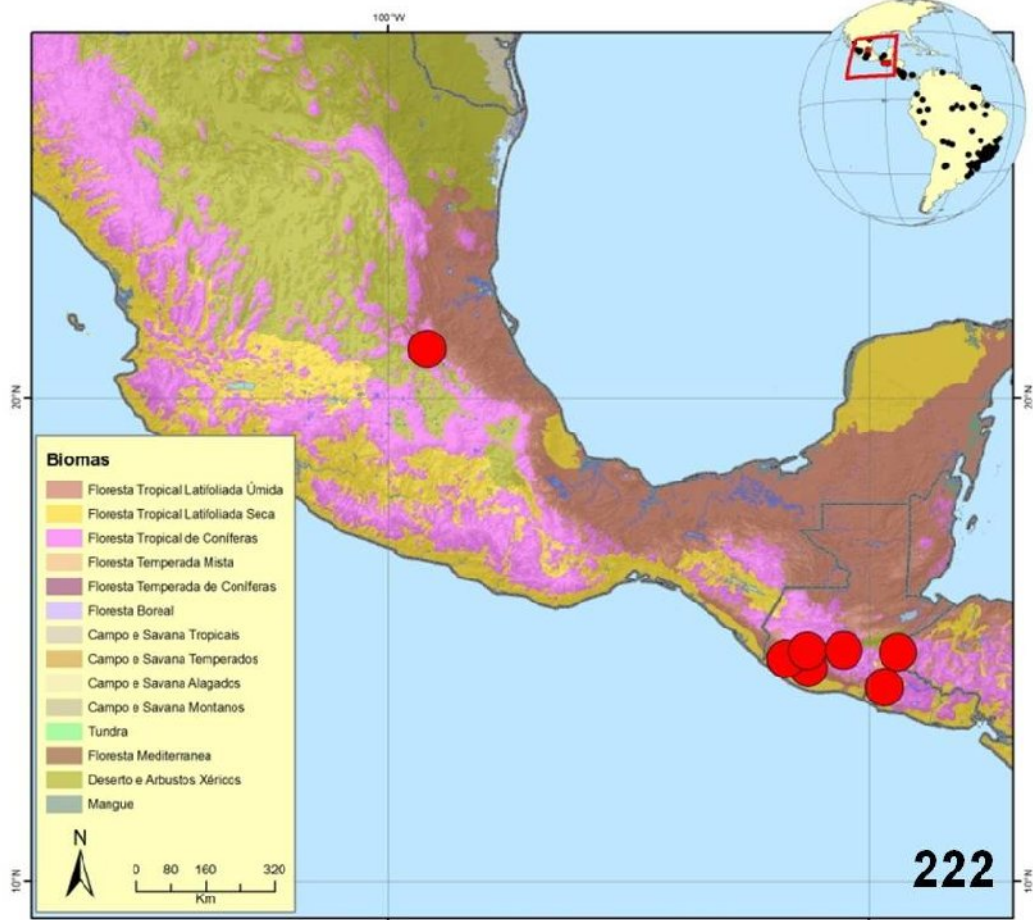 100°W
20°N
20°N
Biomas
Floresta Tropical Latifoliada Úmida
Floresta Tropical Latifoliada Seca
Floresta Tropical de Coníferas
Floresta Temperada Mista
Floresta Temperada de Coníferas
Floresta Boreal
Campo e Savana Tropicais
Campo e Savana Temperados
Campo e Savana Alagados
Campo e Savana Montanos
Tundra
Floresta Mediterranea
Deserto e Arbustos Xéricos
Mangue
N
0 80 160 320
Km
222
10°N
10°N